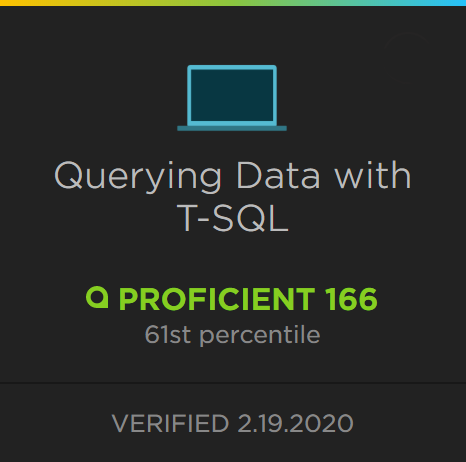 Querying Data with
T-SQL
PROFICIENT 166
61st percentile
VERIFIED 2.19.2020